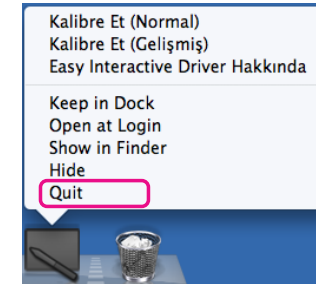 Kalibre Et (Normal)
Kalibre Et (Gelişmiş)
Easy Interactive Driver Hakkında
Keep in Dock
Open at Login
Show in Finder
Hide
Quit